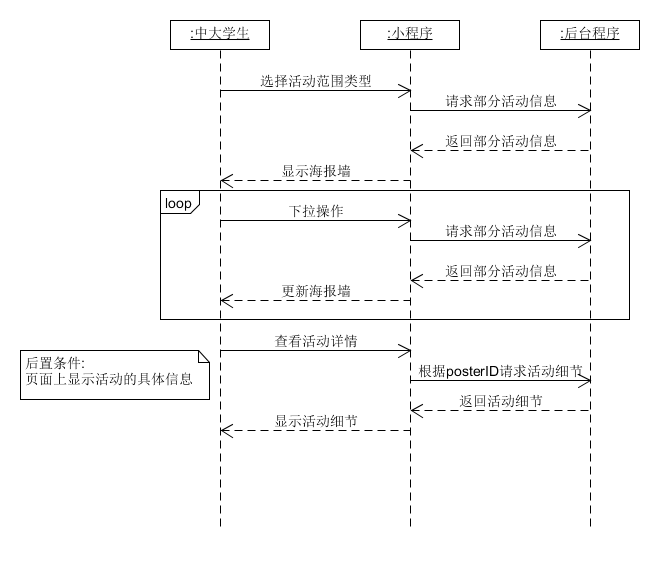 :中大学生
:小程序
:后台程序
选择活动范围类型
请求部分活动信息
返回部分活动信息
显示海报墙
loop
下拉操作
请求部分活动信息
返回部分活动信息
更新海报墙
查看活动详情
后置条件:
页面上显示活动的具体信息
根据posterID请求活动细节
返回活动细节
显示活动细节